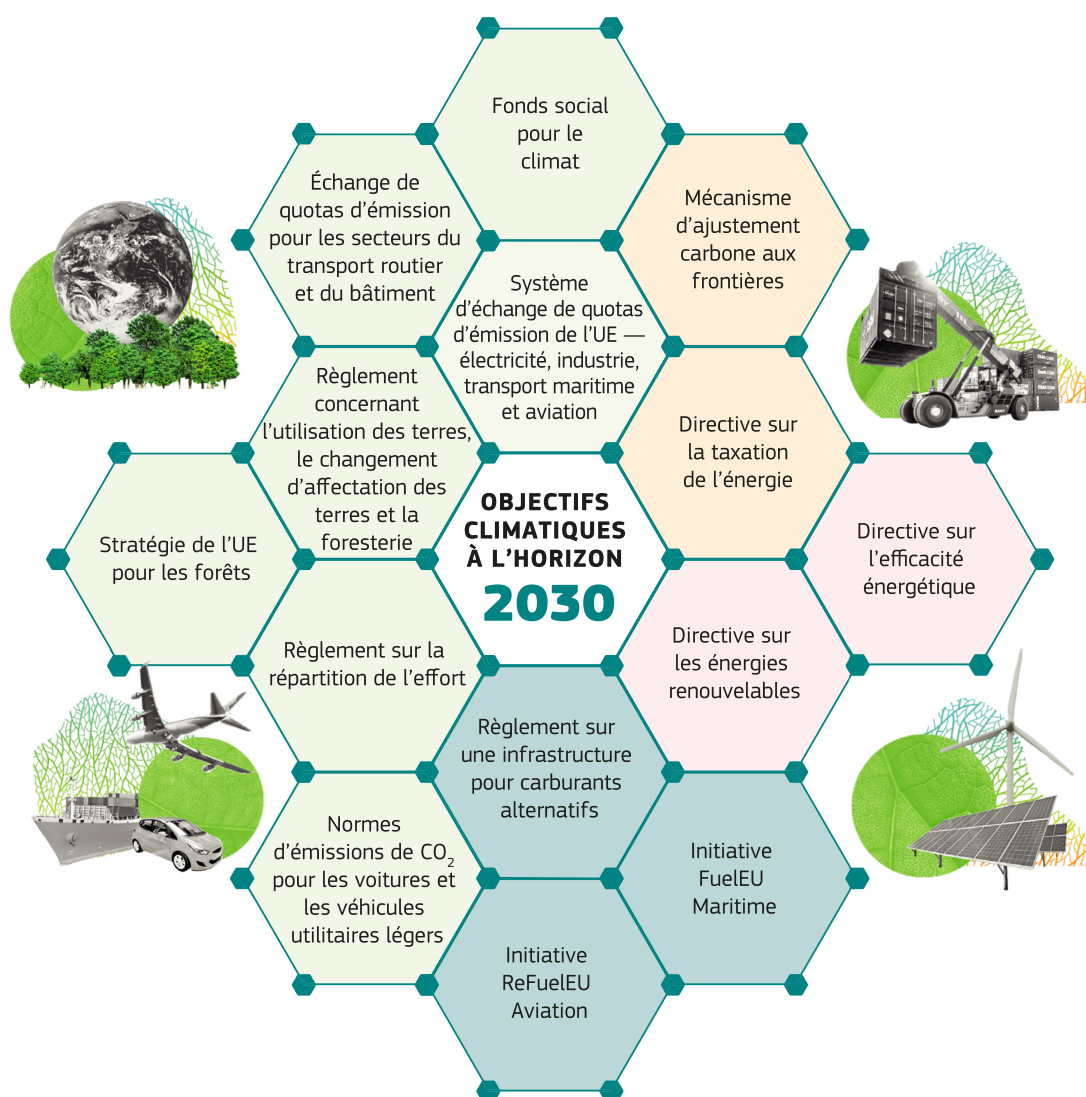 Fonds social
pour le
climat
Échange de
quotas d'émission
pour les secteurs du
transport routier
et du bâtiment
Mécanisme
d'ajustement
carbone aux
frontières
Système
d'échange de quotas
d'émission de l'UE —
électricité, industrie,
transport maritime
et aviation
Règlement
concernant
l'utilisation des terres,
le changement
d'affectation des
terres et la
foresterie
Directive sur
la taxation
de l'énergie
OBJECTIFS
CLIMATIQUES
À L'HORIZON
2030
Stratégie de l'UE
pour les forêts
Directive sur
l'efficacité
énergétique
Règlement sur la
répartition de l'effort
Directive sur
les énergies
renouvelables
Règlement sur
une infrastructure
pour carburants
alternatifs
Normes
d'émissions de CO₂
pour les voitures et
les véhicules
utilitaires légers
Initiative
FuelEU
Maritime
Initiative
ReFuelEU
Aviation